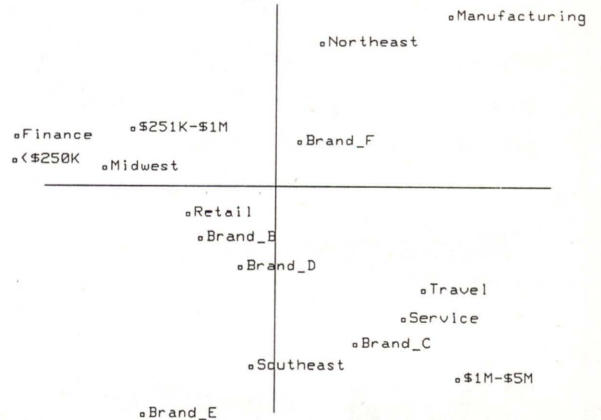 Manufacturing
Northeast
$251K-$1M
Finance
Brand_F
<$250K
Midwest
Retail
Brand_B
Brand_D
Travel
Service
Brand_C
Southeast
$1M-$5M
Brand_E